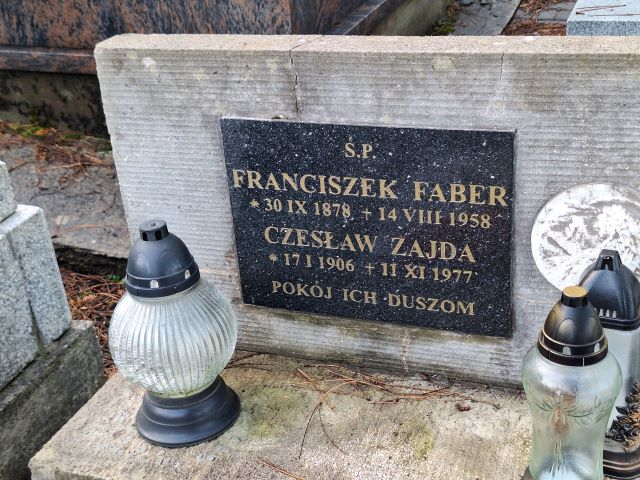 Ś.P.
FRANCISZEK FABER
* 30 IX 1878 + 14 VIII 1958
CZESŁAW ZAJDA
* 17 I 1906 + 11 XI 1977
POKÓJ ICH DUSZOM